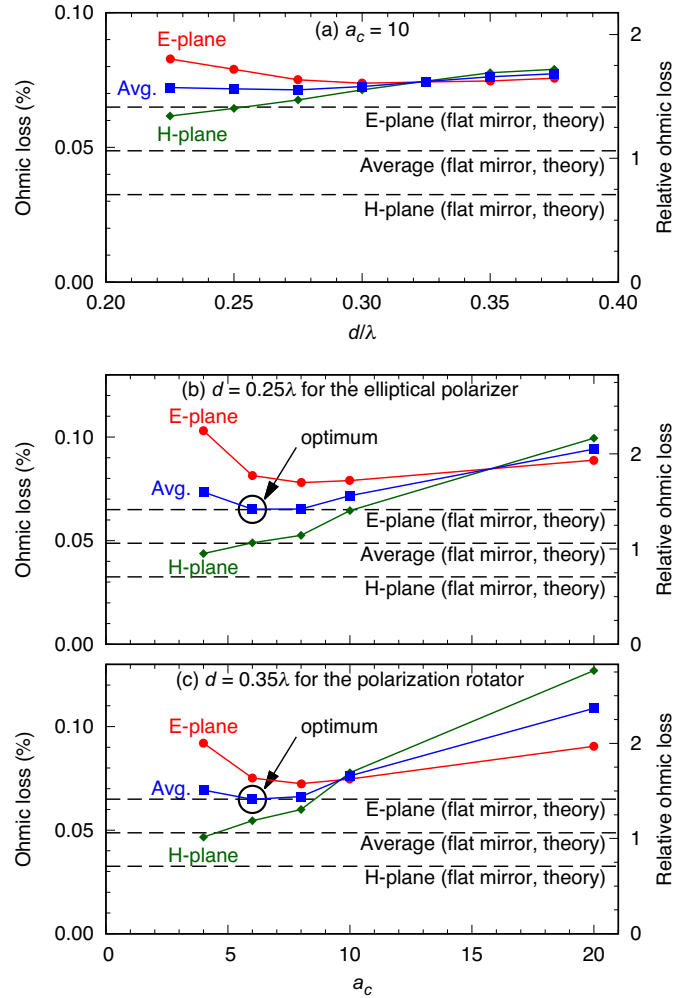 (a) a_c = 10
E-plane
Avg.
H-plane
E-plane (flat mirror, theory)
Average (flat mirror, theory)
H-plane (flat mirror, theory)
Ohmic loss (%)
0.10
0.05
0.00
Relative ohmic loss
2
1
0
0.20 0.25 0.30 0.35 0.40
d/λ
(b) d = 0.25λ for the elliptical polarizer
E-plane
optimum
Avg.
H-plane
E-plane (flat mirror, theory)
Average (flat mirror, theory)
H-plane (flat mirror, theory)
Ohmic loss (%)
0.10
0.05
0.00
Relative ohmic loss
2
1
0
(c) d = 0.35λ for the polarization rotator
E-plane
optimum
Avg.
H-plane
E-plane (flat mirror, theory)
Average (flat mirror, theory)
H-plane (flat mirror, theory)
Ohmic loss (%)
0.10
0.05
0.00
Relative ohmic loss
2
1
0
0 5 10 15 20
a_c